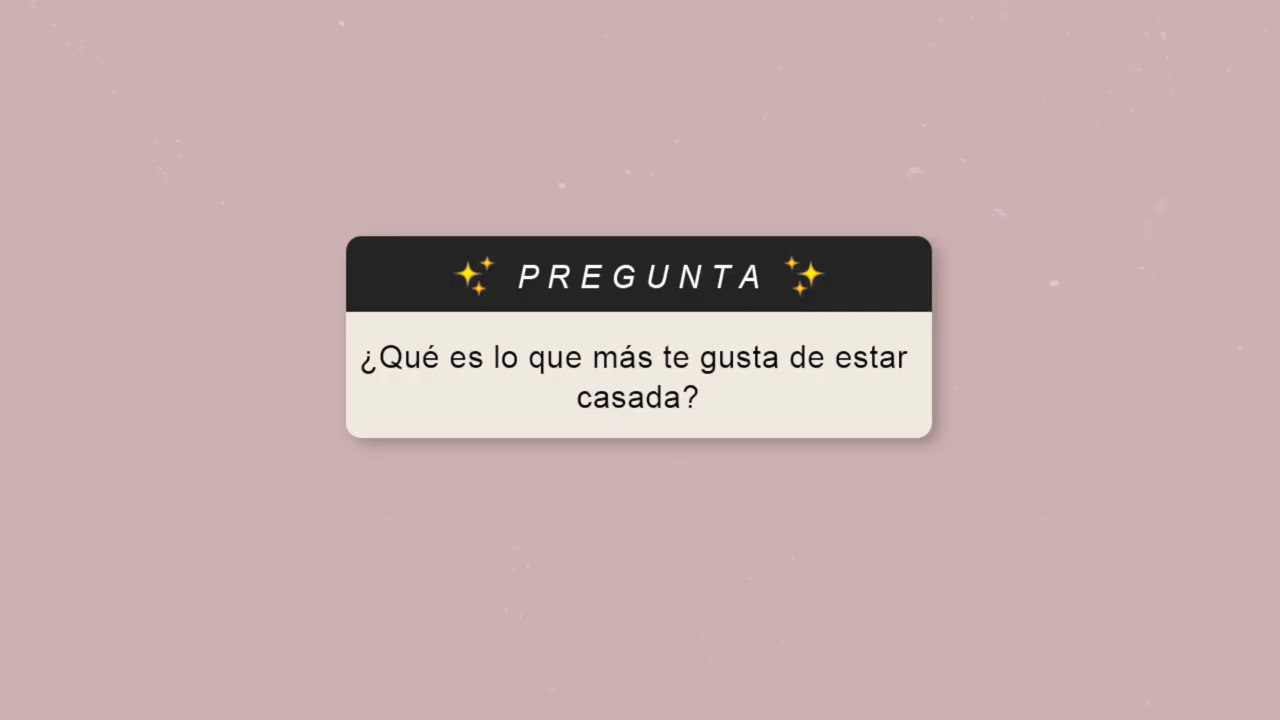 ✨ PREGUNTA ✨
¿Qué es lo que más te gusta de estar
casada?